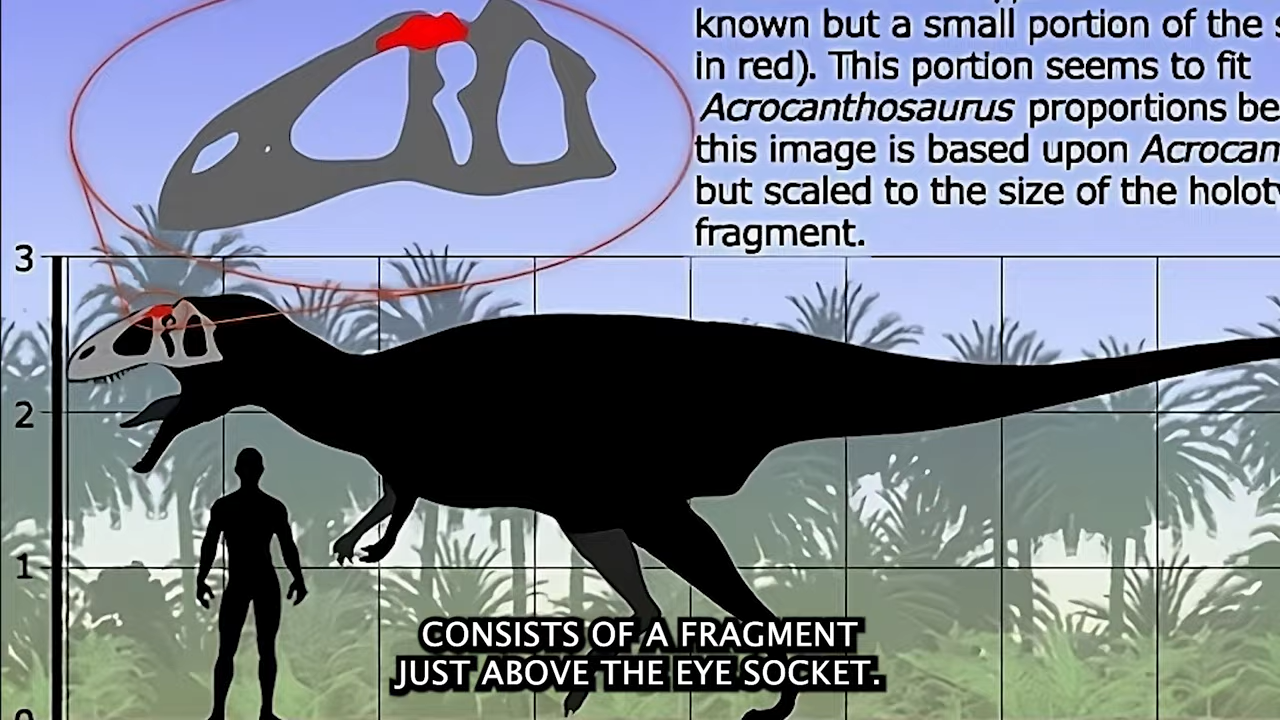 known but a small portion of the
in red). This portion seems to fit
Acrocanthosaurus proportions
this image is based upon
but scaled to the size of the
fragment.
3
2
1
0
CONSISTS OF A FRAGMENT
JUST ABOVE THE EYE SOCKET.